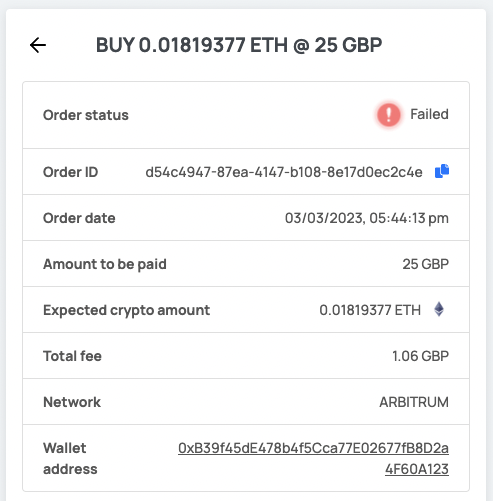 BUY 0.01819377 ETH @ 25 GBP
Order status Failed
Order ID d54c4947-87ea-4147-b108-8e17d0ec2c4e
Order date 03/03/2023, 05:44:13 pm
Amount to be paid 25 GBP
Expected crypto amount 0.01819377 ETH
Total fee 1.06 GBP
Network ARBITRUM
Wallet 0xB39f45dE478b4f5Cca77E02677fB8D2a
address 4F60A123